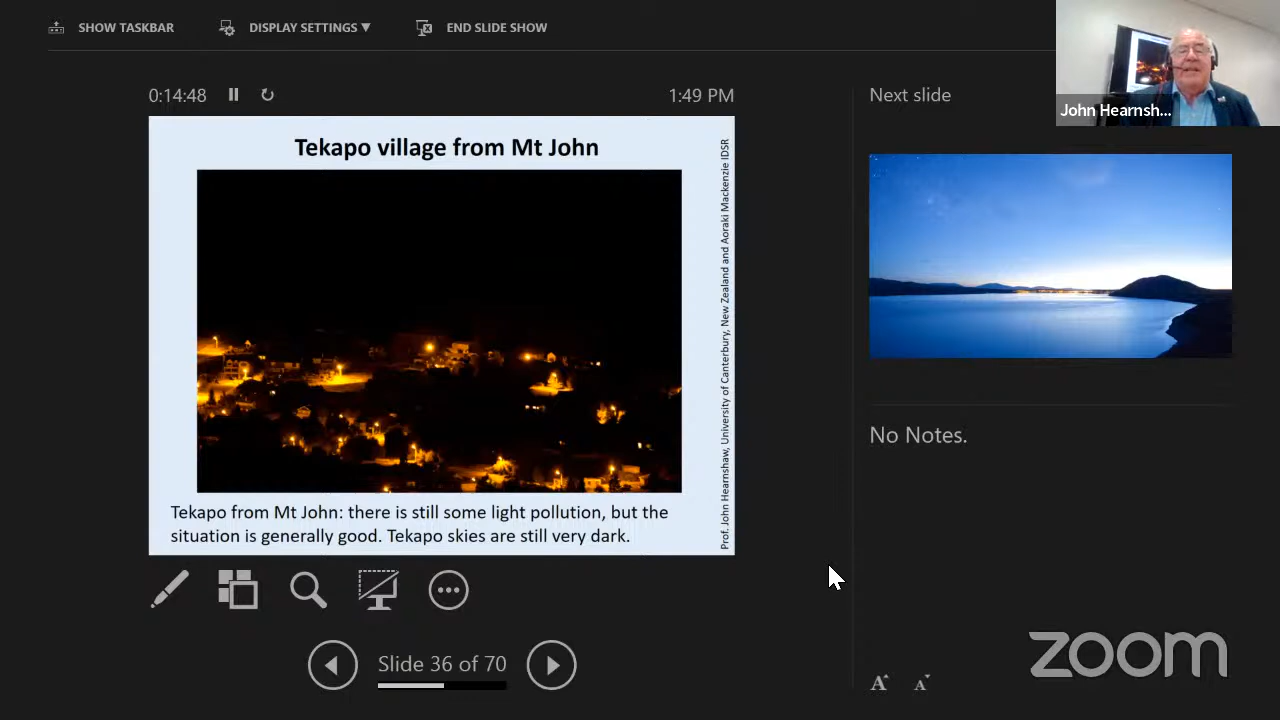 SHOW TASKBAR
DISPLAY SETTINGS ▼
END SLIDE SHOW
0:14:48
1:49 PM
Next slide
John Hearnsh...
Tekapo village from Mt John
Prof. John Hearnshaw, University of Canterbury, New Zealand and Aoraki Mackenzie IDSR
Tekapo from Mt John: there is still some light pollution, but the
situation is generally good. Tekapo skies are still very dark.
No Notes.
Slide 36 of 70
A A
zoom